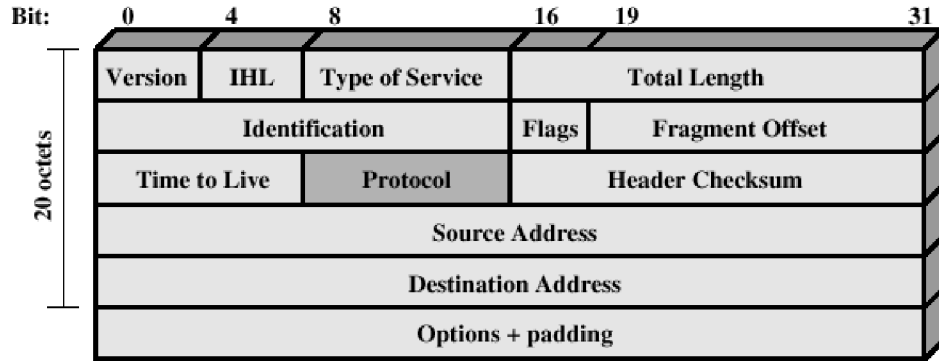 Bit: 0 4 8 16 19 31
Version IHL Type of Service Total Length
Identification Flags Fragment Offset
Time to Live Protocol Header Checksum
Source Address
Destination Address
Options + padding
20 octets